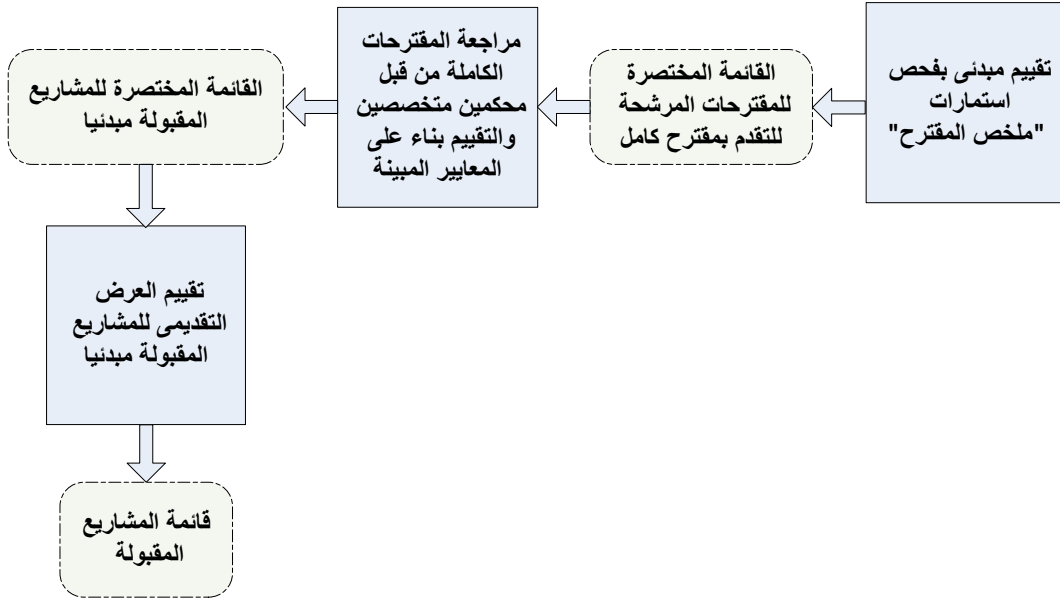 تقييم مبدئى بفحص
استمارات
"ملخص المقترح"
القائمة المختصرة
للمقترحات المرشحة
للتقدم بمقترح كامل
مراجعة المقترحات
الكاملة من قبل
محكمين متخصصين
والتقييم بناء على
المعايير المبينة
القائمة المختصرة للمشاريع
المقبولة مبدئيا
تقييم العرض
التقديمى للمشاريع
المقبولة مبدئيا
قائمة المشاريع
المقبولة